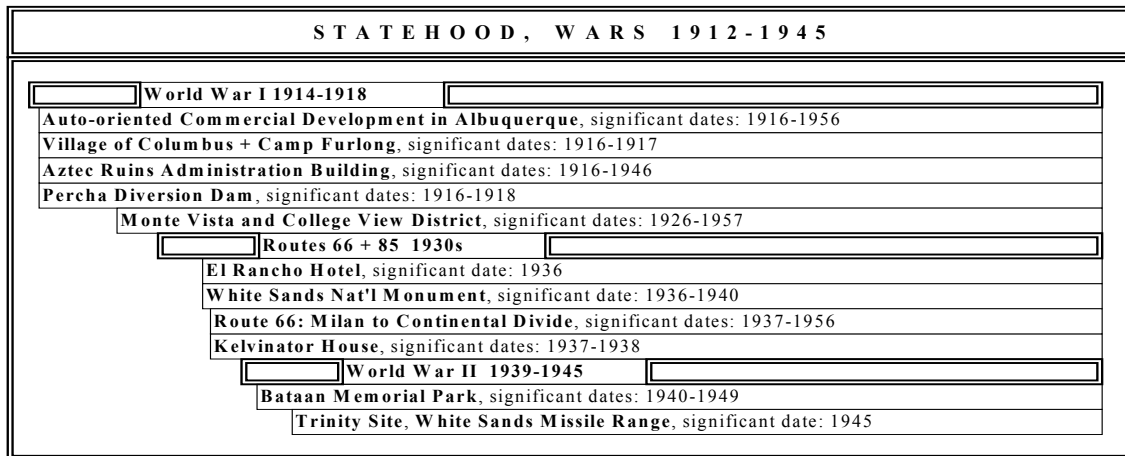 STATEHOOD, WARS 1912-1945
World War I 1914-1918
Auto-oriented Commercial Development in Albuquerque, significant dates: 1916-1956
Village of Columbus + Camp Furlong, significant dates: 1916-1917
Aztec Ruins Administration Building, significant dates: 1916-1946
Percha Diversion Dam, significant dates: 1916-1918
Monte Vista and College View District, significant dates: 1926-1957
Routes 66 + 85 1930s
El Rancho Hotel, significant date: 1936
White Sands Nat'l Monument, significant dates: 1936-1940
Route 66: Milan to Continental Divide, significant dates: 1937-1956
Kelvinator House, significant dates: 1937-1938
World War II 1939-1945
Bataan Memorial Park, significant dates: 1940-1949
Trinity Site, White Sands Missile Range, significant date: 1945